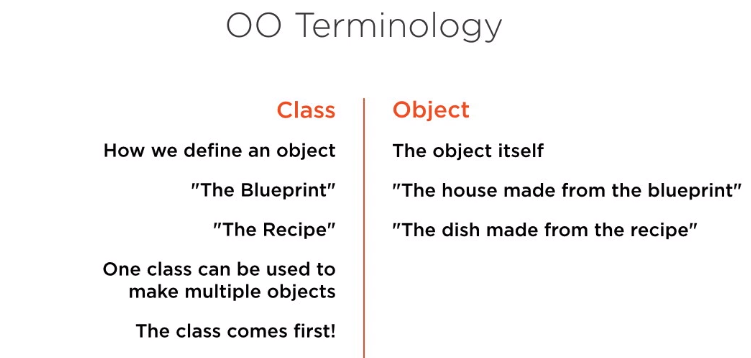 OO Terminology
Class
How we define an object
"The Blueprint"
"The Recipe"
One class can be used to
make multiple objects
The class comes first!
Object
The object itself
"The house made from the blueprint"
"The dish made from the recipe"